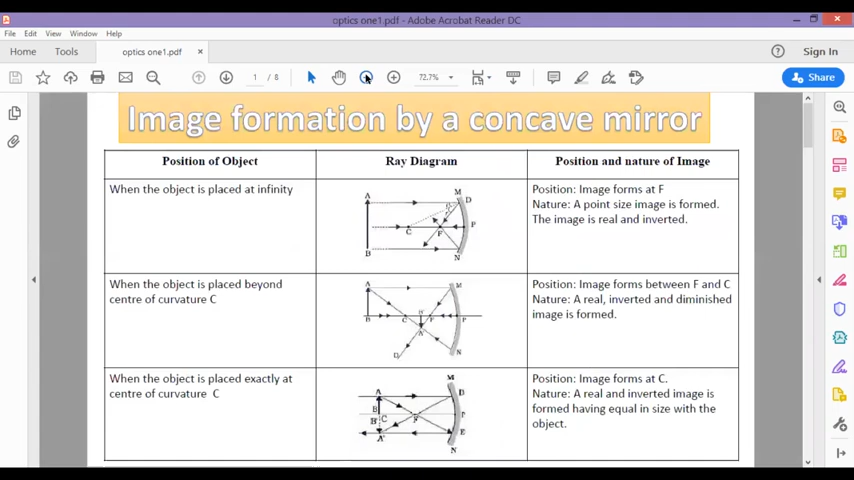 optics one1.pdf - Adobe Acrobat Reader DC
File Edit View Window Help
Home Tools optics one1.pdf × Sign In
1 / 8 72.7% Share
Image formation by a concave mirror
Position of Object Ray Diagram Position and nature of Image
When the object is placed at infinity
A M D C F P B N
Position: Image forms at F
Nature: A point size image is formed.
The image is real and inverted.
When the object is placed beyond
centre of curvature C
A M B C B' F P A' D N
Position: Image forms between F and C
Nature: A real, inverted and diminished
image is formed.
When the object is placed exactly at
centre of curvature C
M A D B C B' F P A' E N
Position: Image forms at C.
Nature: A real and inverted image is
formed having equal in size with the
object.